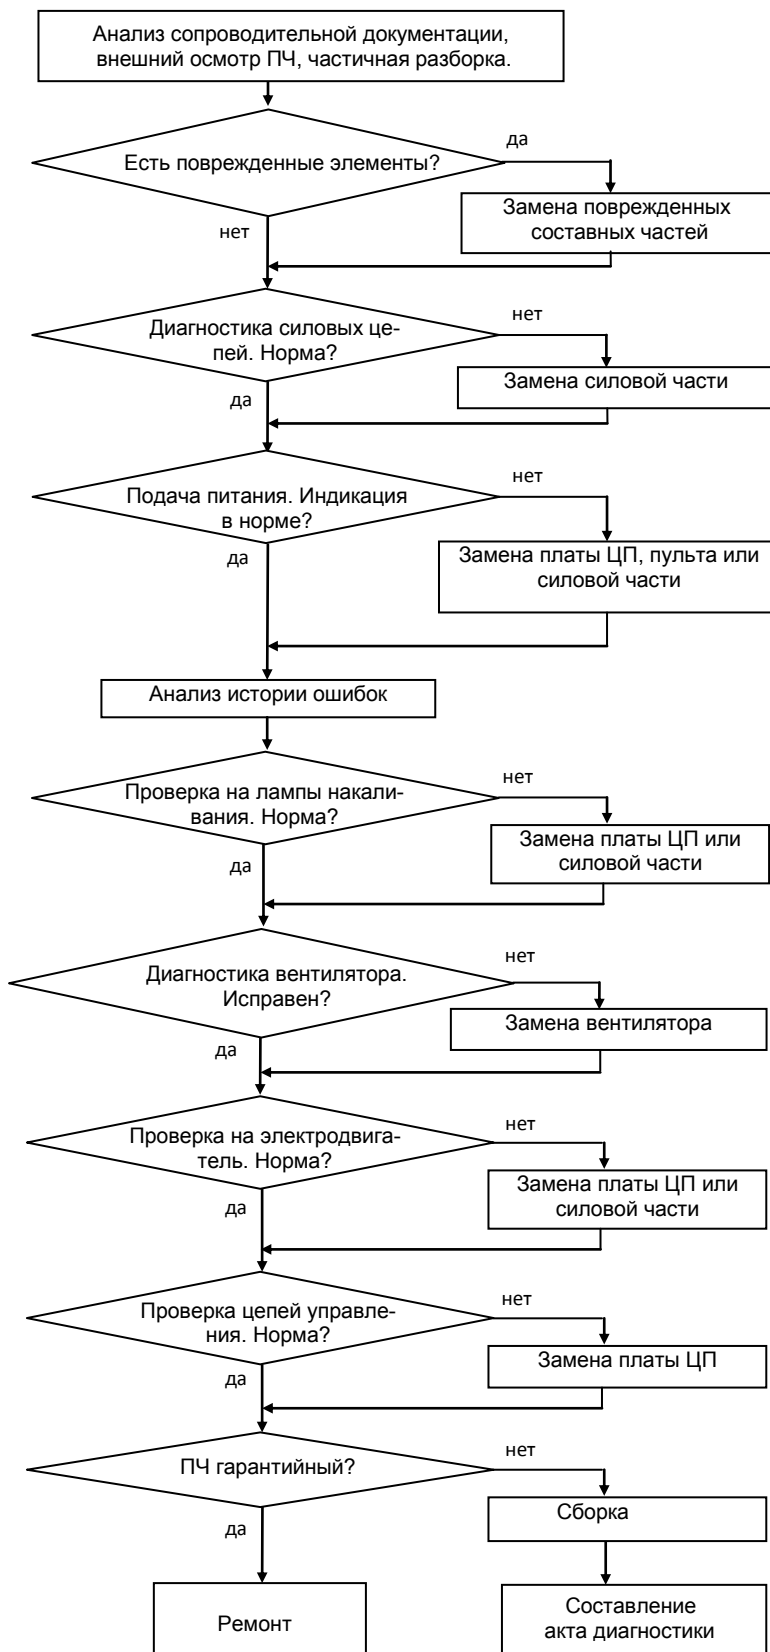 Анализ сопроводительной документации,
внешний осмотр ПЧ, частичная разборка.
да
Есть поврежденные элементы?
Замена поврежденных
составных частей
нет
нет
Диагностика силовых це-
пей. Норма?
Замена силовой части
да
нет
Подача питания. Индикация
в норме?
Замена платы ЦП, пульта или
силовой части
да
Анализ истории ошибок
нет
Проверка на лампы накали-
вания. Норма?
Замена платы ЦП или
силовой части
да
нет
Диагностика вентилятора.
Исправен?
Замена вентилятора
да
нет
Проверка на электродвига-
тель. Норма?
Замена платы ЦП или
силовой части
да
нет
Проверка цепей управле-
ния. Норма?
Замена платы ЦП
да
нет
ПЧ гарантийный?
Сборка
да
Ремонт
Составление
акта диагностики